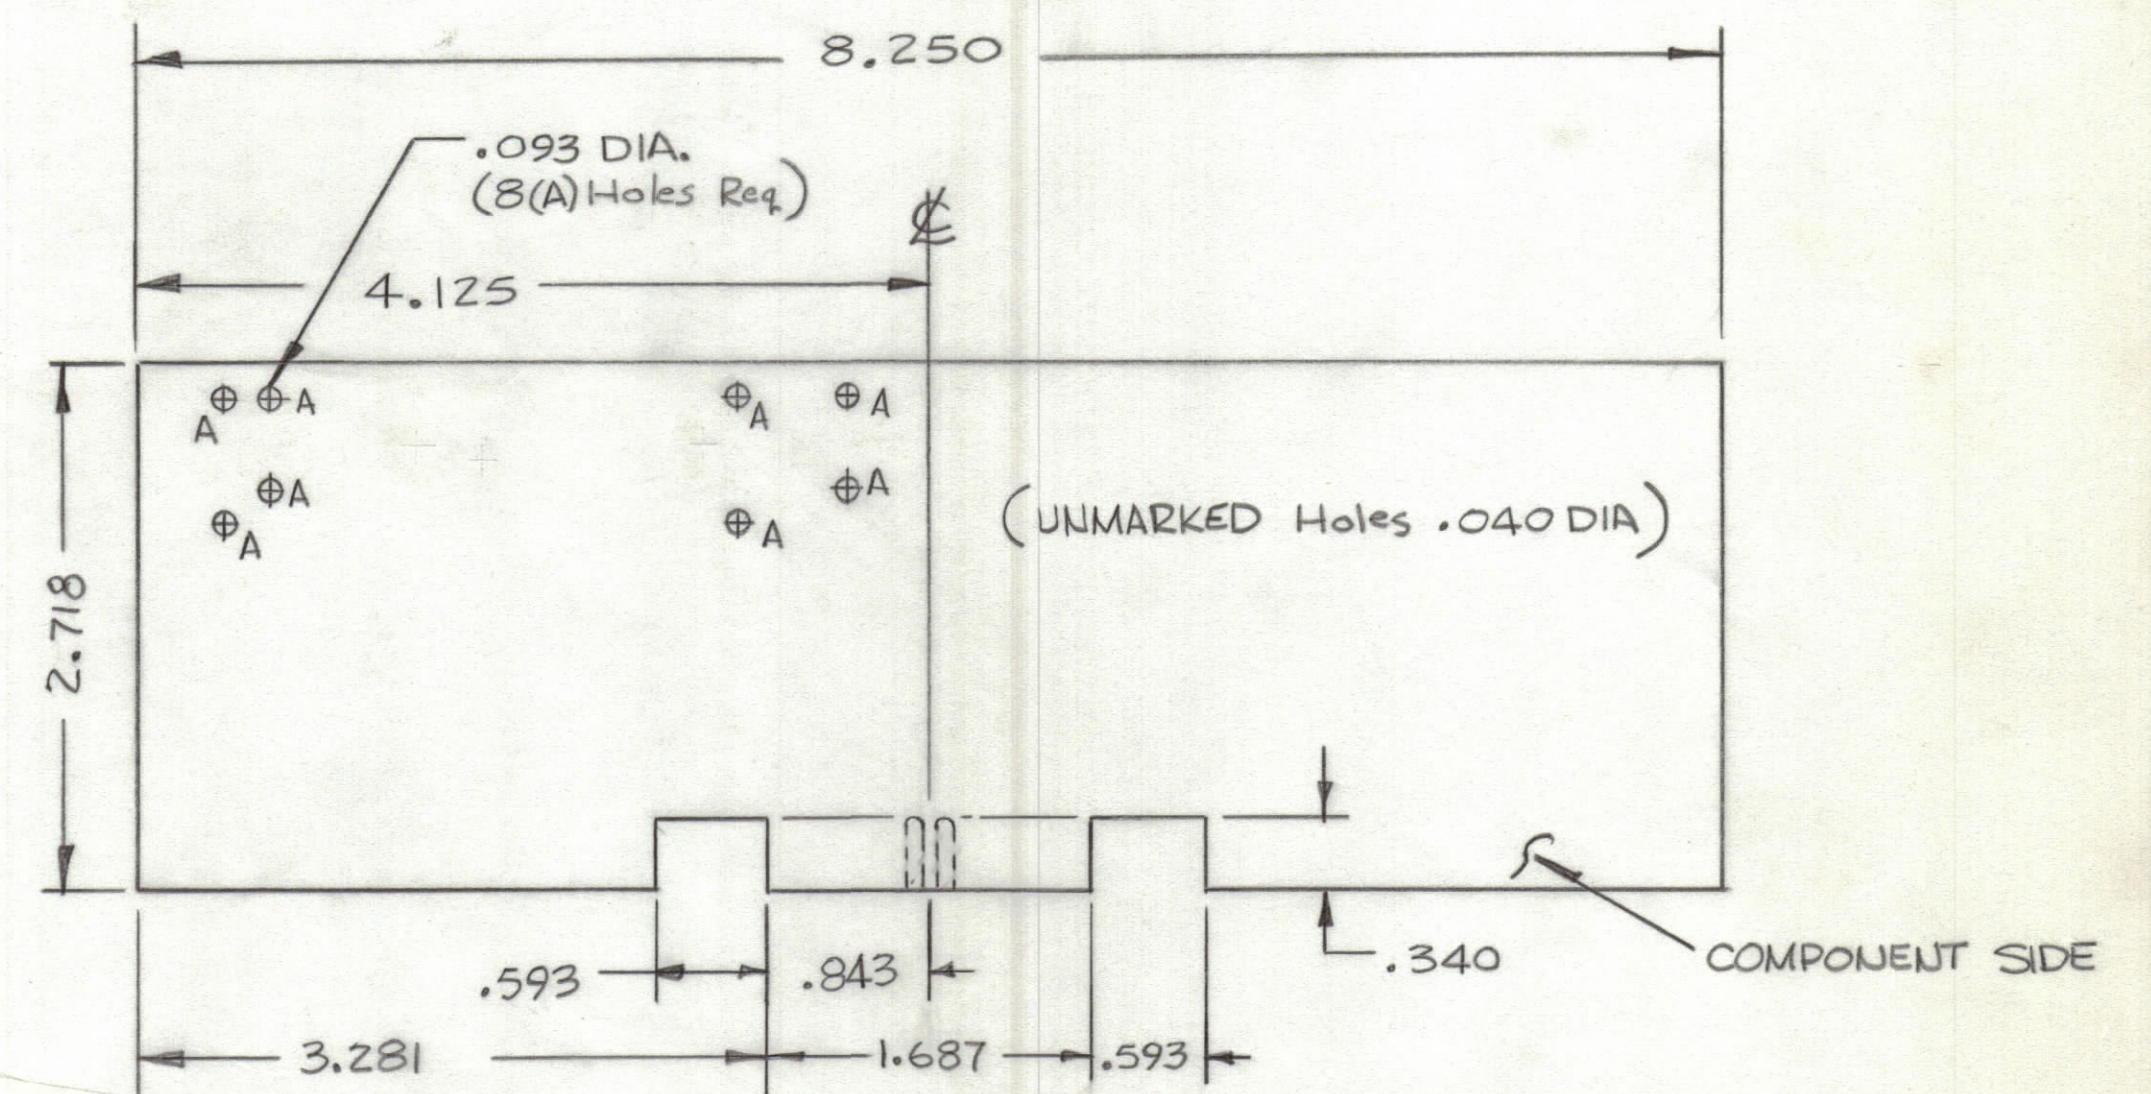 8.250
.093 DIA.
(8(A) Holes Req.)
℄
4.125
A
A
A
A
A
A
A
A
(UNMARKED Holes .040 DIA)
2.718
.593
.843
.340
COMPONENT SIDE
3.281
1.687
.593